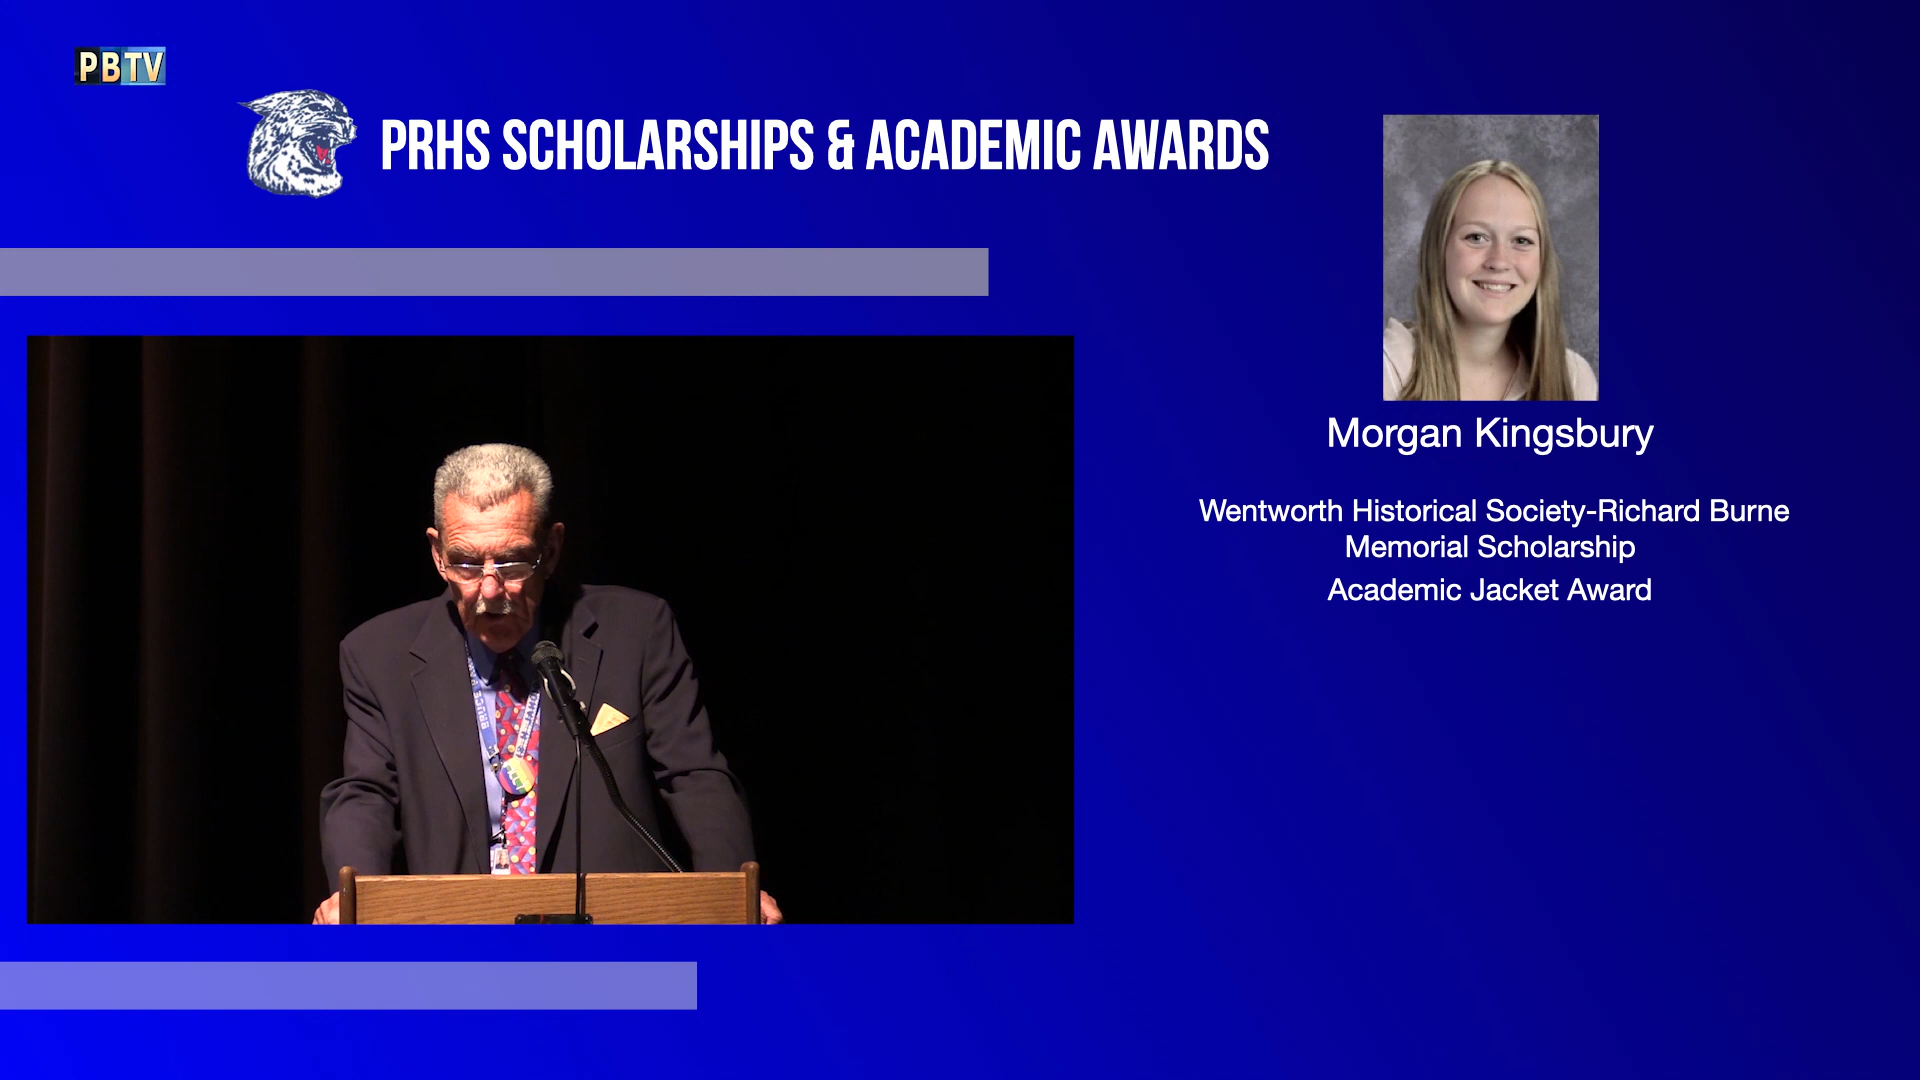 PBTV
PRHS SCHOLARSHIPS & ACADEMIC AWARDS
Morgan Kingsbury
Wentworth Historical Society-Richard Burne
Memorial Scholarship
Academic Jacket Award